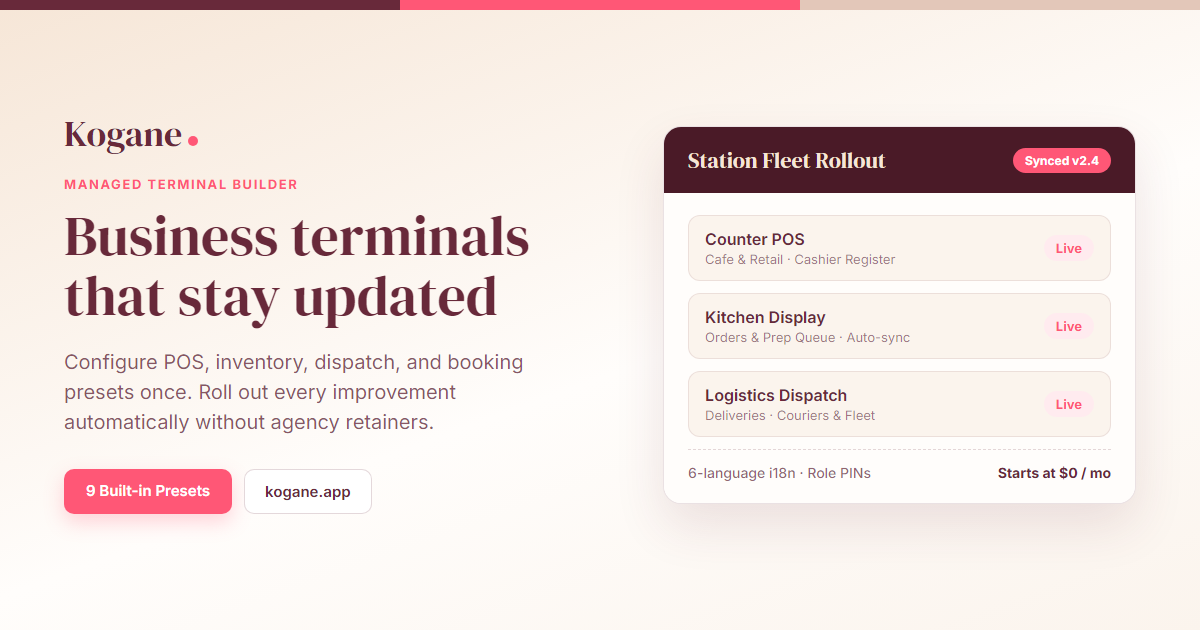 Kogane
MANAGED TERMINAL BUILDER
Business terminals
that stay updated
Configure POS, inventory, dispatch, and booking
presets once. Roll out every improvement
automatically without agency retainers.
9 Built-in Presets
kogane.app
Station Fleet Rollout
Synced v2.4
Counter POS
Cafe & Retail · Cashier Register
Live
Kitchen Display
Orders & Prep Queue · Auto-sync
Live
Logistics Dispatch
Deliveries · Couriers & Fleet
Live
6-language i18n · Role PINs
Starts at $0 / mo